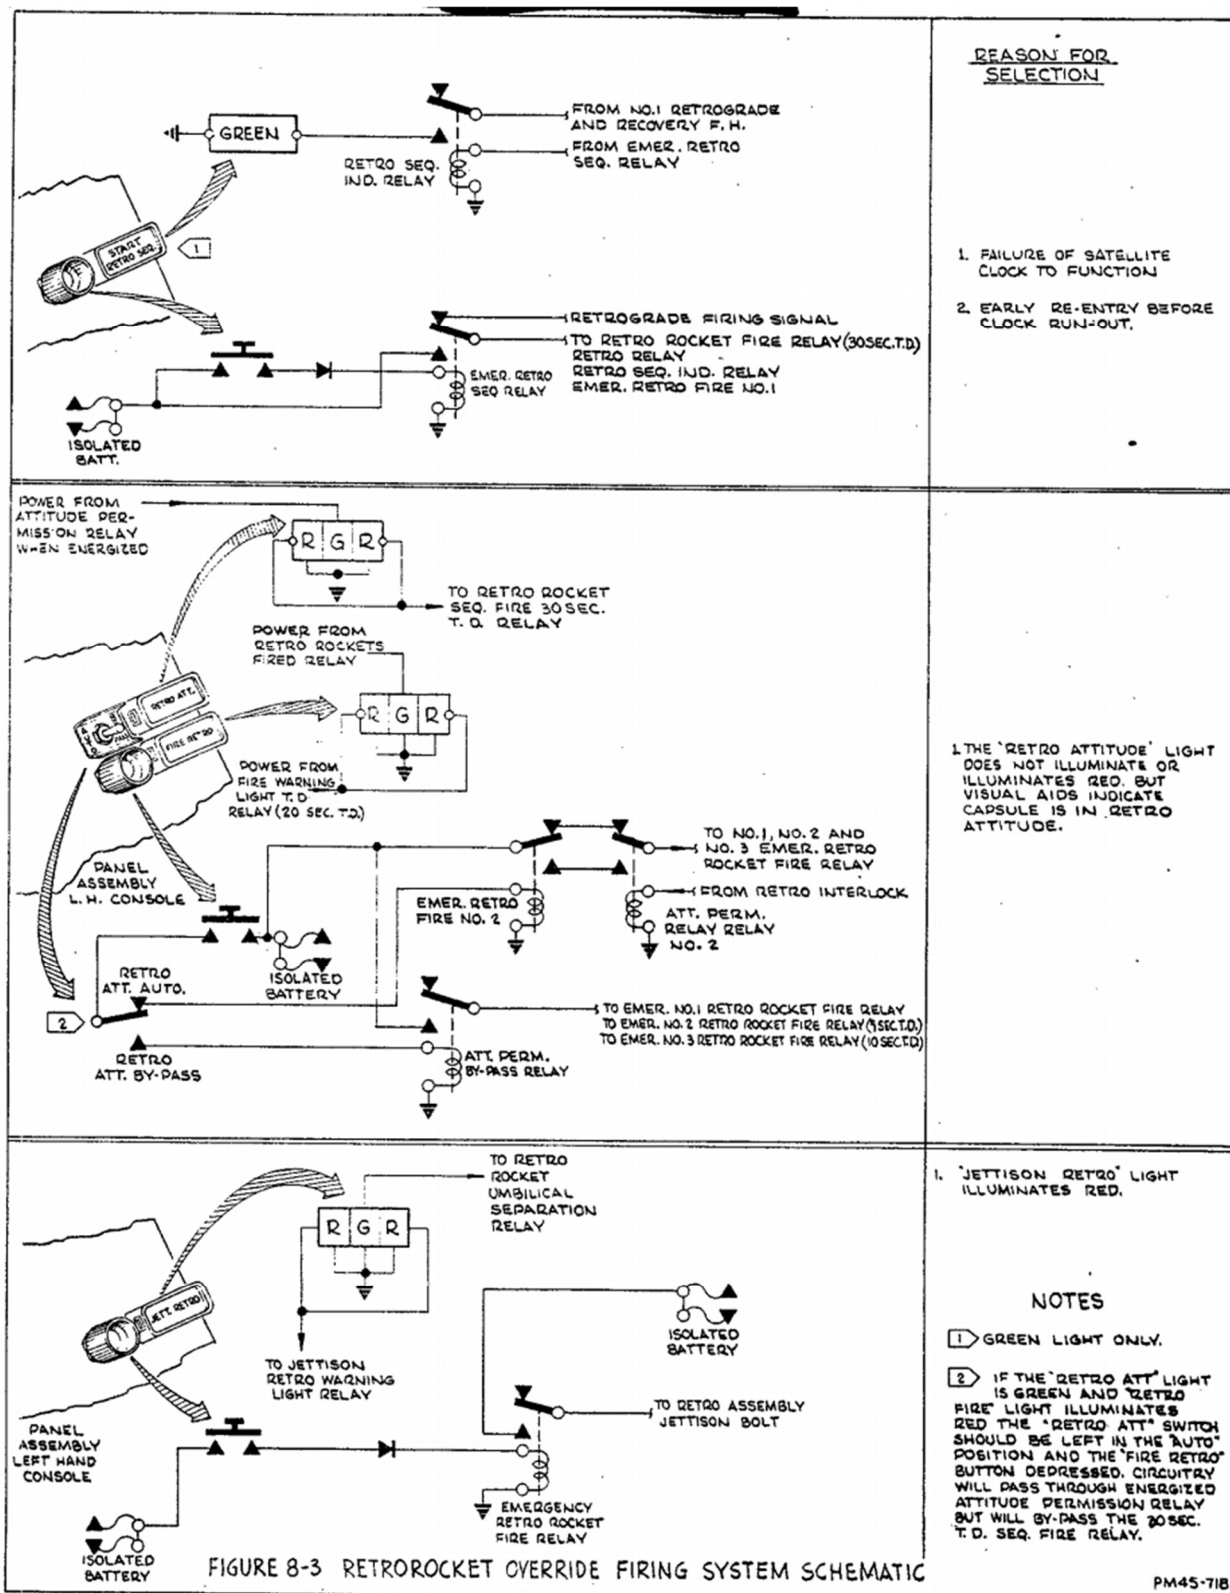 REASON FOR
SELECTION
FROM NO.1 RETROGRADE
AND RECOVERY F.H.
GREEN
FROM EMER. RETRO
SEQ. RELAY
RETRO SEQ.
IND. RELAY
START
RETRO SEQ.
1
1. FAILURE OF SATELLITE
CLOCK TO FUNCTION
2. EARLY RE-ENTRY BEFORE
CLOCK RUN-OUT.
RETROGRADE FIRING SIGNAL
TO RETRO ROCKET FIRE RELAY (30SEC.T.D.)
RETRO RELAY
RETRO SEQ. IND. RELAY
EMER. RETRO FIRE NO.1
EMER. RETRO
SEQ RELAY
ISOLATED
BATT.
POWER FROM
ATTITUDE PER-
MISSION RELAY
WHEN ENERGIZED
R G R
TO RETRO ROCKET
SEQ. FIRE 30SEC.
T. D. RELAY
POWER FROM
RETRO ROCKETS
FIRED RELAY
R G R
RETRO ATT.
FIRE RETRO
POWER FROM
FIRE WARNING
LIGHT T.D
RELAY (20 SEC. T.D.)
1. THE "RETRO ATTITUDE" LIGHT
DOES NOT ILLUMINATE OR
ILLUMINATES RED. BUT
VISUAL AIDS INDICATE
CAPSULE IS IN RETRO
ATTITUDE.
TO NO.1, NO.2 AND
NO.3 EMER. RETRO
ROCKET FIRE RELAY
PANEL
ASSEMBLY
L.H. CONSOLE
FROM RETRO INTERLOCK
EMER. RETRO
FIRE NO. 2
ATT. PERM.
RELAY RELAY
NO. 2
ISOLATED
BATTERY
RETRO
ATT. AUTO.
2
TO EMER. NO.1 RETRO ROCKET FIRE RELAY
TO EMER. NO. 2 RETRO ROCKET FIRE RELAY
TO EMER. NO. 3 RETRO ROCKET FIRE RELAY (10SEC.T.D)
RETRO
ATT. BY-PASS
ATT. PERM.
BY-PASS RELAY
TO RETRO
ROCKET
UMBILICAL
SEPARATION
RELAY
R G R
1. "JETTISON RETRO" LIGHT
ILLUMINATES RED.
JETT. RETRO
TO JETTISON
RETRO WARNING
LIGHT RELAY
ISOLATED
BATTERY
TO RETRO ASSEMBLY
JETTISON BOLT
PANEL
ASSEMBLY
LEFT HAND
CONSOLE
EMERGENCY
RETRO ROCKET
FIRE RELAY
ISOLATED
BATTERY
NOTES
1 GREEN LIGHT ONLY.
2 IF THE "RETRO ATT" LIGHT
IS GREEN AND "RETRO
FIRE" LIGHT ILLUMINATES
RED THE "RETRO ATT" SWITCH
SHOULD BE LEFT IN THE "AUTO"
POSITION AND THE "FIRE RETRO"
BUTTON DEPRESSED. CIRCUITRY
WILL PASS THROUGH ENERGIZED
ATTITUDE PERMISSION RELAY
BUT WILL BY-PASS THE 30SEC.
T.D. SEQ. FIRE RELAY.
FIGURE 8-3 RETROROCKET OVERRIDE FIRING SYSTEM SCHEMATIC
PM45-71B